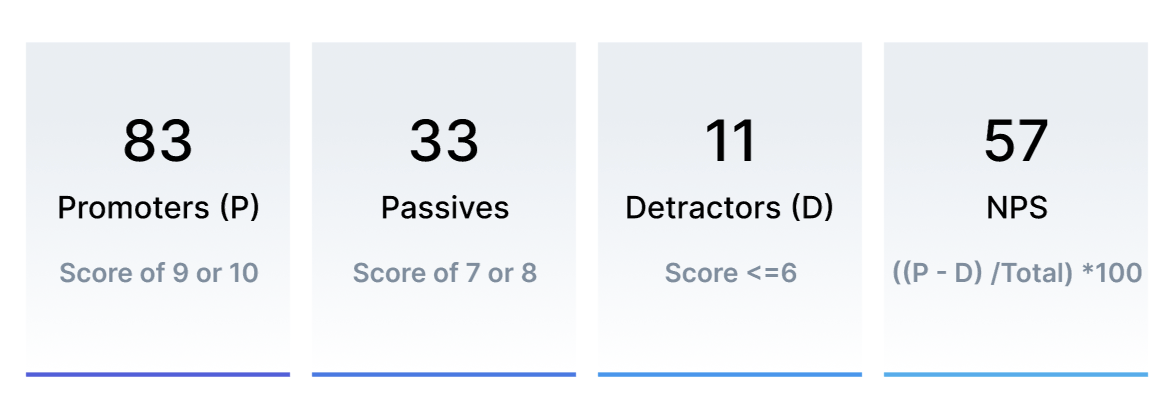 83
Promoters (P)
Score of 9 or 10
33
Passives
Score of 7 or 8
11
Detractors (D)
Score <=6
57
NPS
((P - D) /Total) *100